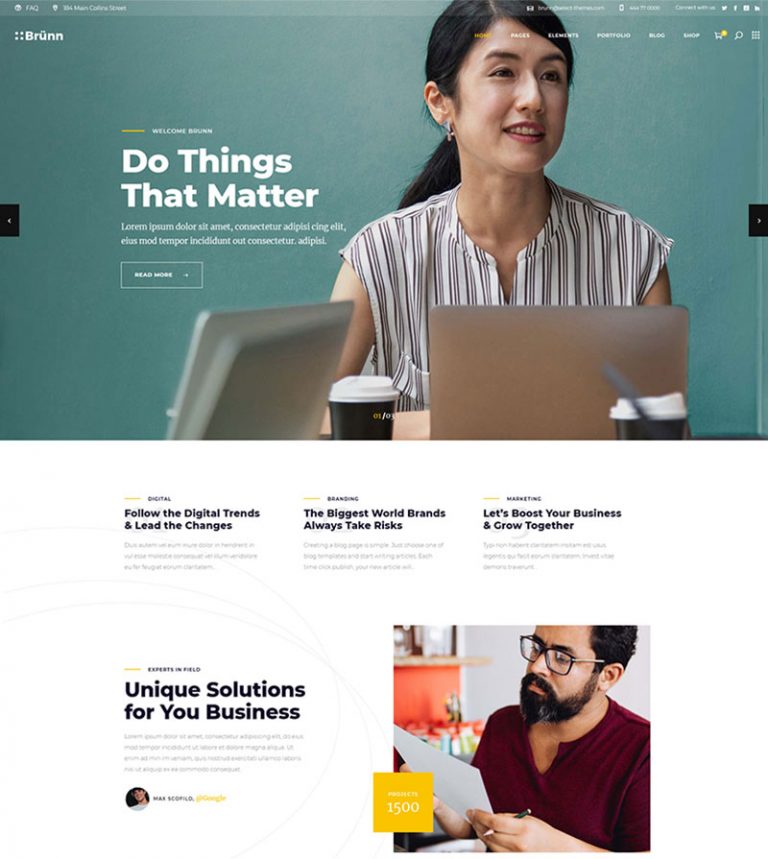 FAQ 184 Main Collins Street brunn@select-themes.com 444 77 0000 Connect with us
::Brünn HOME PAGES ELEMENTS PORTFOLIO BLOG SHOP
WELCOME BRUNN
Do Things
That Matter
Lorem ipsum dolor sit amet, consectetur adipisi cing elit,
eius mod tempor incididunt out consectetur. adipisi.
READ MORE →
01/03
DIGITAL
Follow the Digital Trends
& Lead the Changes
Duis autem vel eum iriure dolor in hendrerit in
vul esse molestie consequat vel illum velndolore
eu fer feugiat eorum claritatem...
BRANDING
The Biggest World Brands
Always Take Risks
Creating a blog page is simple. Just choose one of
blog templates and start writing articles. Each
time click publish, your new article will...
MARKETING
Let's Boost Your Business
& Grow Together
Typi non habent claritatem insitam est usus
legentis qui facit eorum claritatem. Invest vitae
demons traverunt...
EXPERTS IN FIELD
Unique Solutions
for You Business
Lorem ipsum dolor sit amet, consectetur adipisicing elit, sed do eius
mod tempor incididunt ut labore et dolore magna aliqua. Ut
enim ad min im veniam, quis nostrud exercitati ullamco laboris
nisi ut aliquip ex ea commodo consequat.
MAX SCOFILD, @Google
PROJECTS
1500